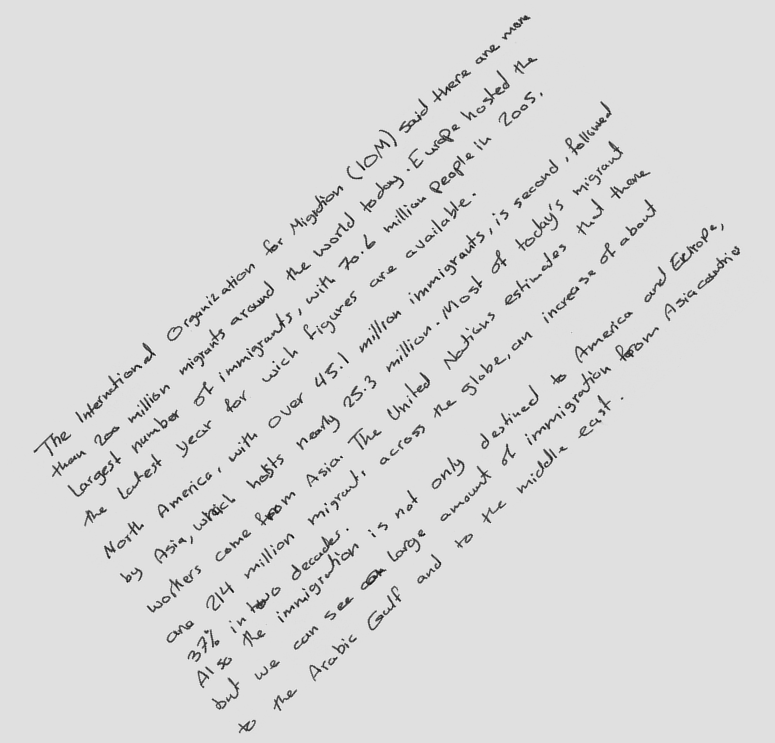 The International Organization for Migration (IOM) said there are more
than 200 million migrants around the world today. Europe hosted the
Largest number of immigrants, with 70.6 million People in 2005,
the latest year for wich figures are available.
North America, with over 45.1 million immigrants, is second, followed
by Asia, which hosts nearly 25.3 million. Most of today's migrant
workers come from Asia. The United Nations estimates that there
are 214 million migrant, across the globe, an increase of about
37% in two decades.
Also the immigration is not only destined to America and Europe,
but we can see large amount of immigration from Asia countries
to the Arabic Gulf and to the middle east.